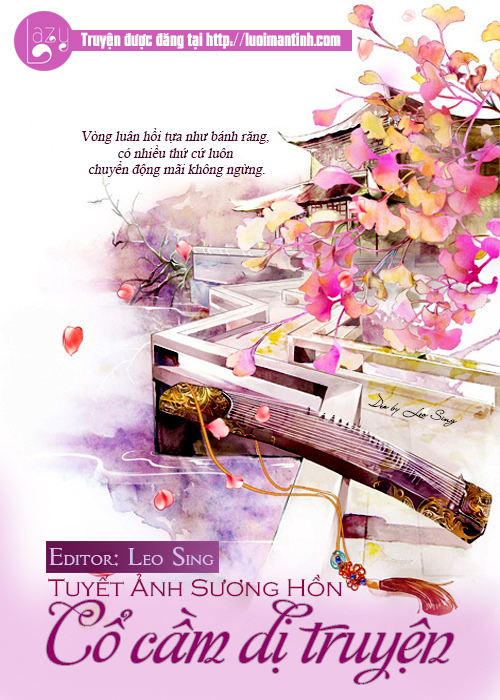 Lazy
Truyện được đăng tại http://luoimantinh.com
Vòng luân hồi tựa như bánh răng,
có nhiều thứ cứ luôn
chuyển động mãi không ngừng.
Des by Leo Sing
Editor: Leo Sing
Tuyết Ảnh Sương Hồn
Cổ cầm dị truyện